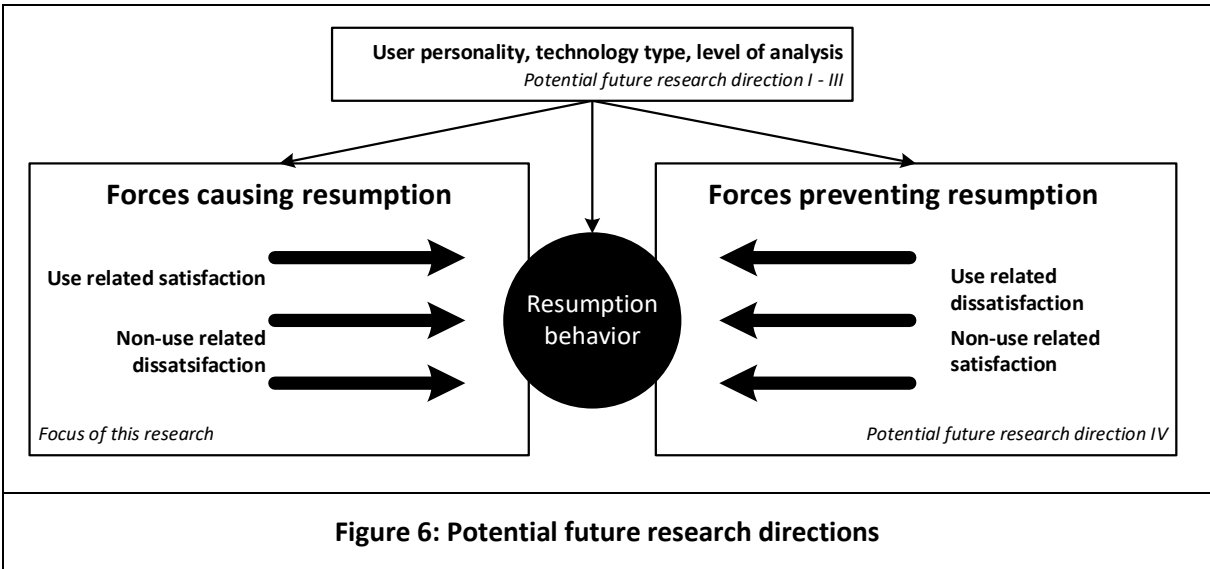 User personality, technology type, level of analysis
Potential future research direction I - III
Forces causing resumption
Use related satisfaction
Non-use related
dissatsifaction
Focus of this research
Resumption
behavior
Forces preventing resumption
Use related
dissatisfaction
Non-use related
satisfaction
Potential future research direction IV
Figure 6: Potential future research directions